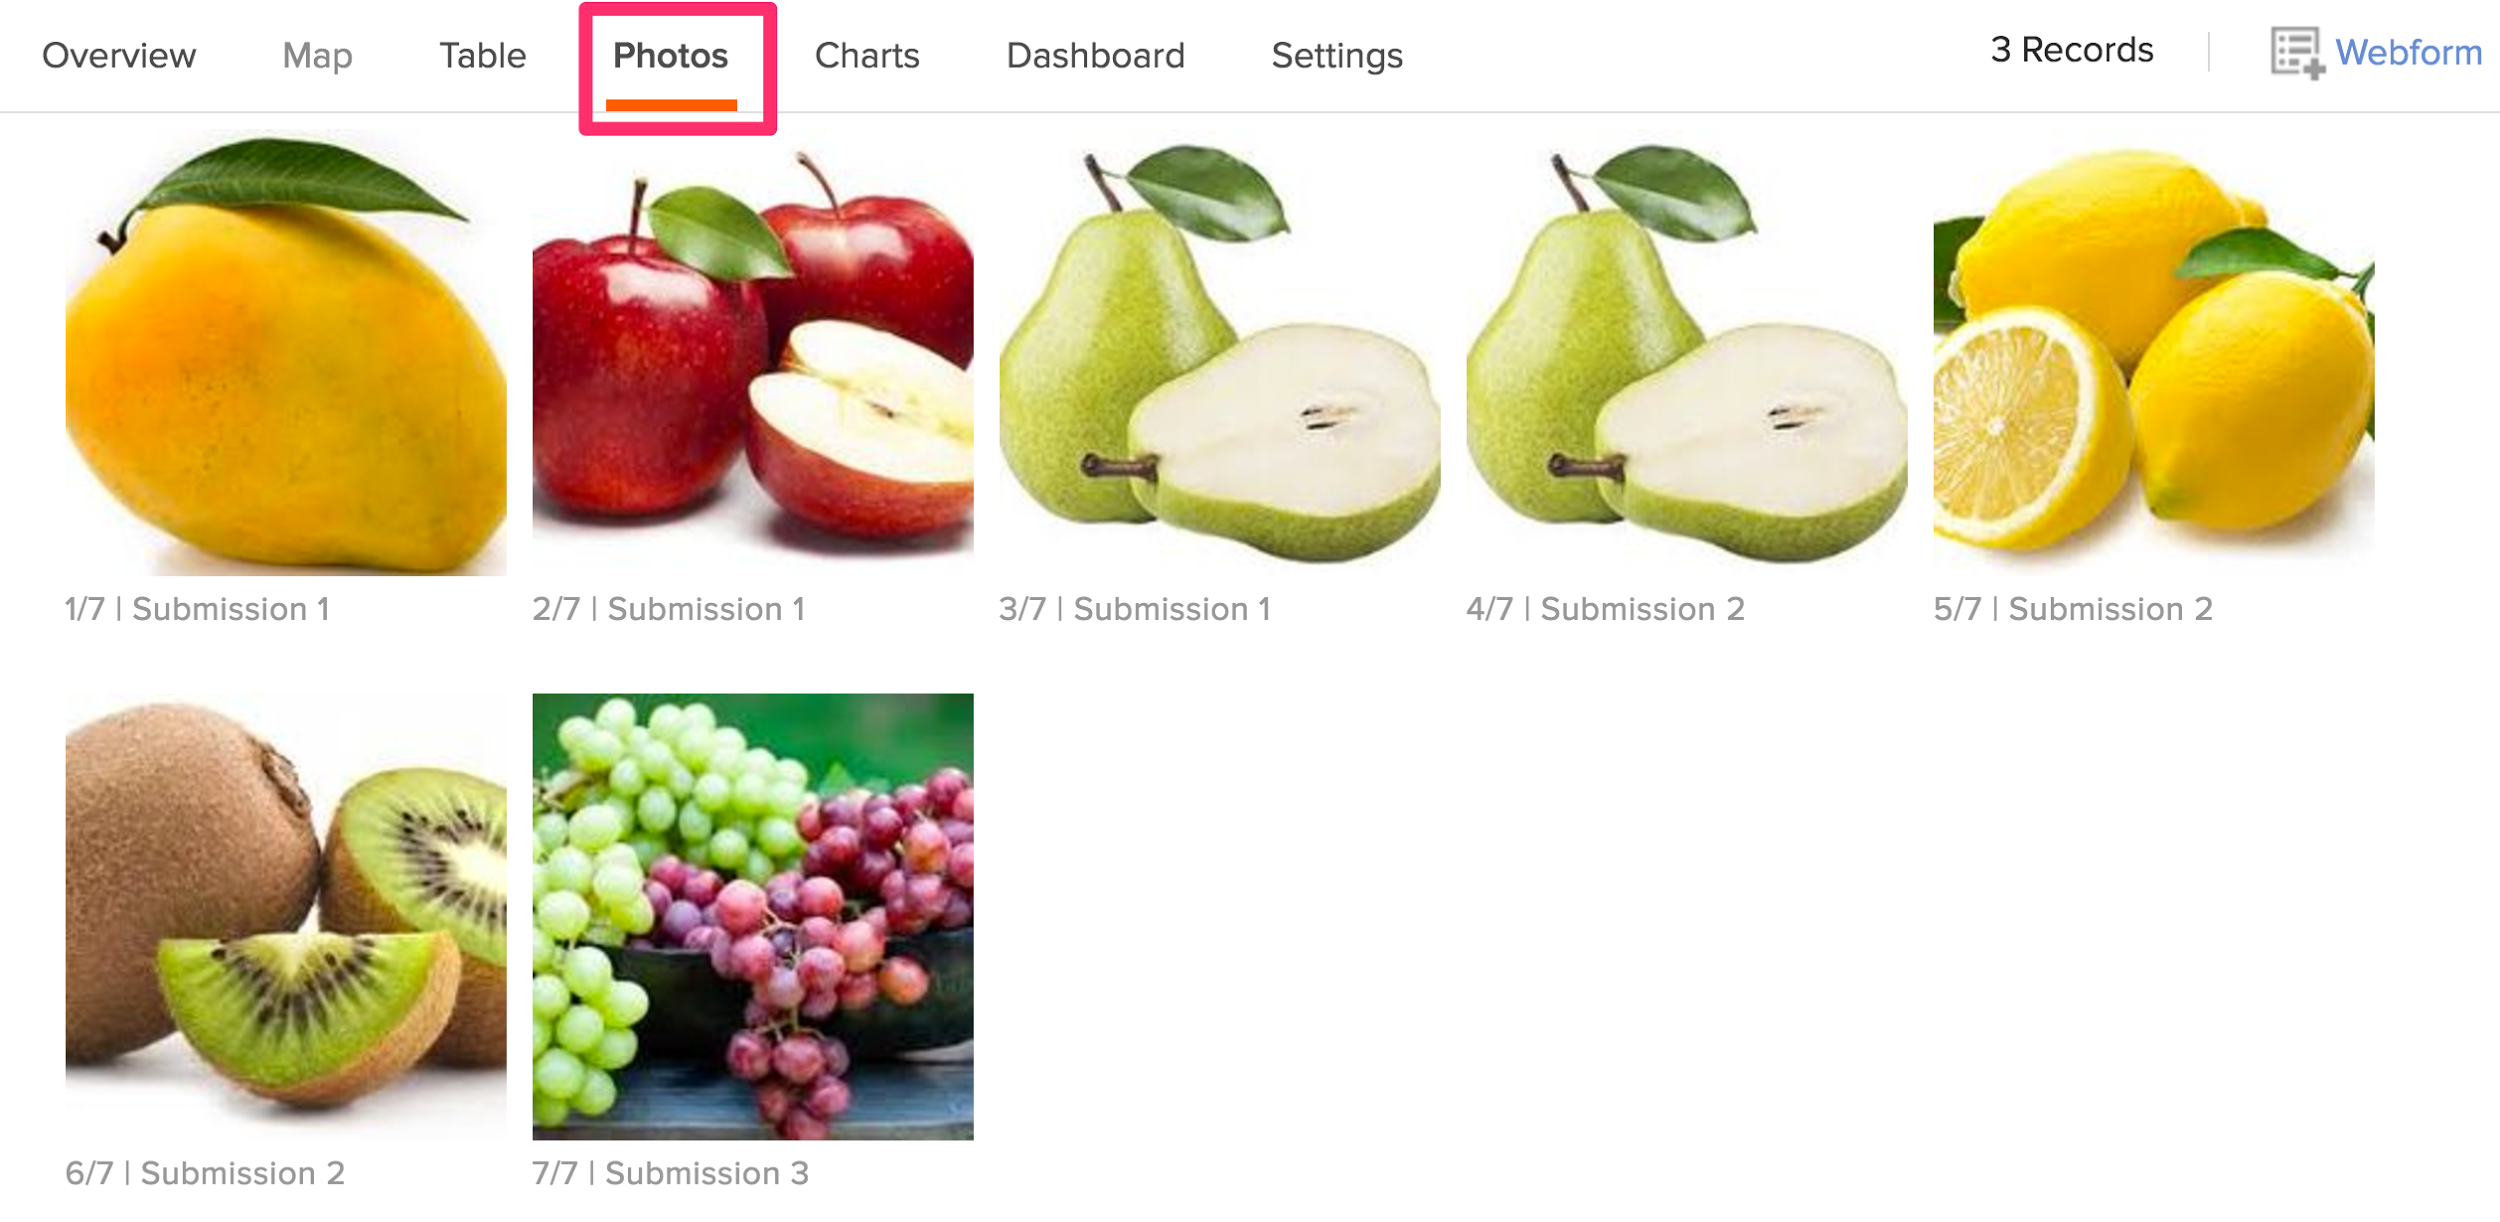 Overview Map Table Photos Charts Dashboard Settings 3 Records Webform
1/7 | Submission 1
2/7 | Submission 1
3/7 | Submission 1
4/7 | Submission 2
5/7 | Submission 2
6/7 | Submission 2
7/7 | Submission 3